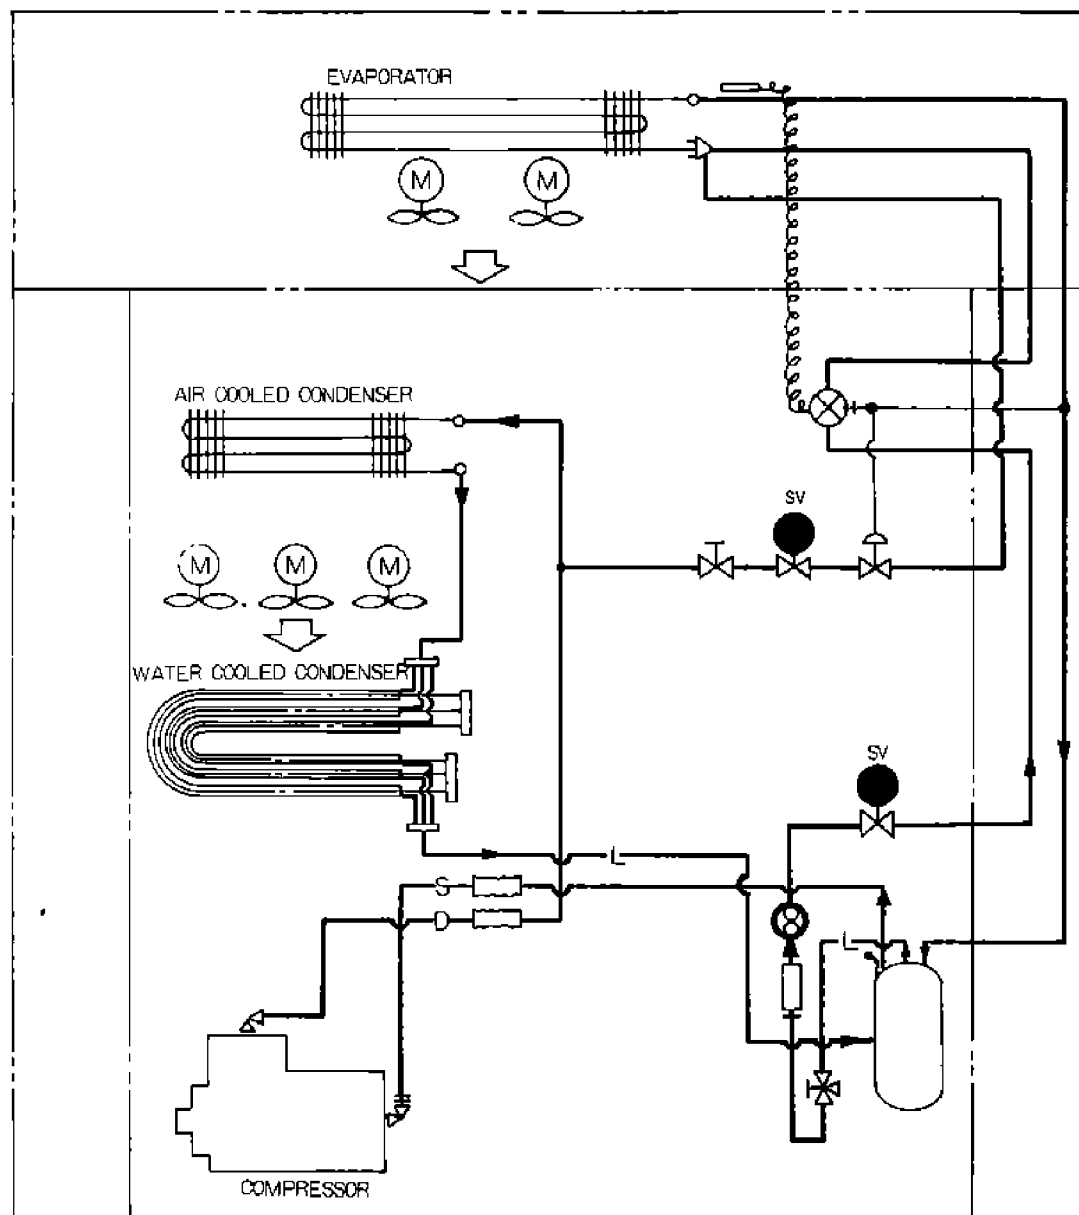 EVAPORATOR
M M
AIR COOLED CONDENSER
SV
M M M
WATER COOLED CONDENSER
SV
L
S
D
L
COMPRESSOR